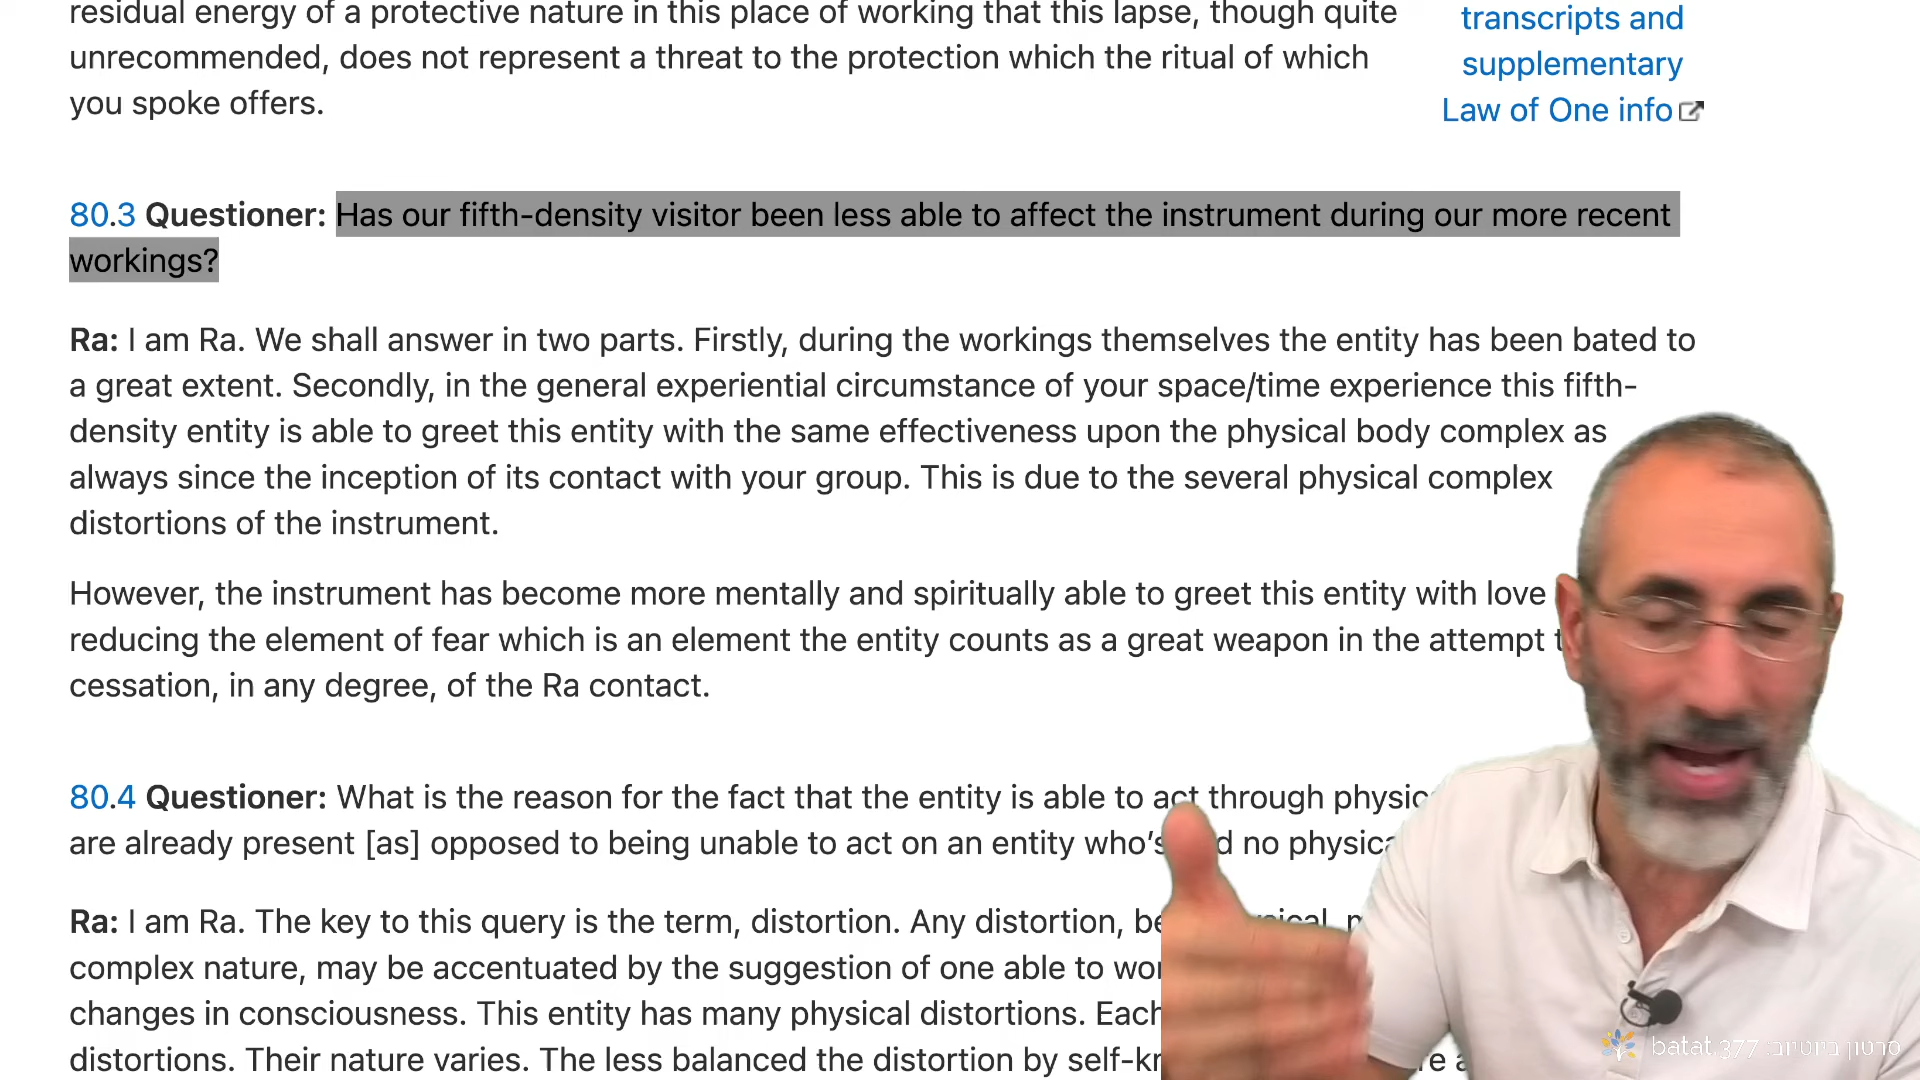 residual energy of a protective nature in this place of working that this lapse, though quite
unrecommended, does not represent a threat to the protection which the ritual of which
you spoke offers.
transcripts and
supplementary
Law of One info
80.3 Questioner: Has our fifth-density visitor been less able to affect the instrument during our more recent
workings?
Ra: I am Ra. We shall answer in two parts. Firstly, during the workings themselves the entity has been bated to
a great extent. Secondly, in the general experiential circumstance of your space/time experience this fifth-
density entity is able to greet this entity with the same effectiveness upon the physical body complex as
always since the inception of its contact with your group. This is due to the several physical complex
distortions of the instrument.
However, the instrument has become more mentally and spiritually able to greet this entity with love
reducing the element of fear which is an element the entity counts as a great weapon in the attempt
cessation, in any degree, of the Ra contact.
80.4 Questioner: What is the reason for the fact that the entity is able to act through
are already present [as] opposed to being unable to act on an entity who's no
Ra: I am Ra. The key to this query is the term, distortion. Any distortion,
complex nature, may be accentuated by the suggestion of one able to
changes in consciousness. This entity has many physical distortions.
distortions. Their nature varies. The less balanced the distortion by
סרטון ביוטיוב: batat.377